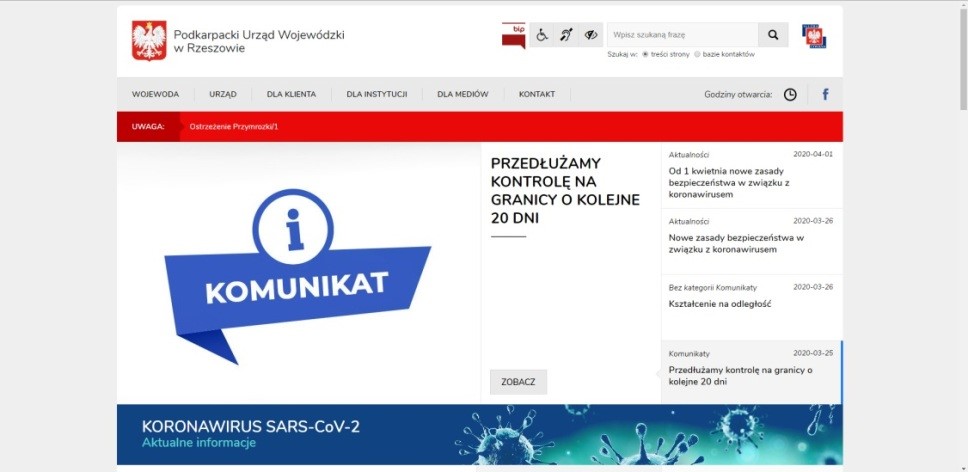 Podkarpacki Urząd Wojewódzki
w Rzeszowie
bip
Wpisz szukaną frazę
Szukaj w: treści strony bazie kontaktów
WOJEWODA URZĄD DLA KLIENTA DLA INSTYTUCJI DLA MEDIÓW KONTAKT Godziny otwarcia: f
UWAGA: Ostrzeżenie Przymrozki/1
i
KOMUNIKAT
PRZEDŁUŻAMY
KONTROLĘ NA
GRANICY O KOLEJNE
20 DNI
ZOBACZ
Aktualności 2020-04-01
Od 1 kwietnia nowe zasady
bezpieczeństwa w związku z
koronawirusem
Aktualności 2020-03-26
Nowe zasady bezpieczeństwa w
związku z koronawirusem
Bez kategorii Komunikaty 2020-03-26
Kształcenie na odległość
Komunikaty 2020-03-25
Przedłużamy kontrolę na granicy o
kolejne 20 dni
KORONAWIRUS SARS-CoV-2
Aktualne informacje